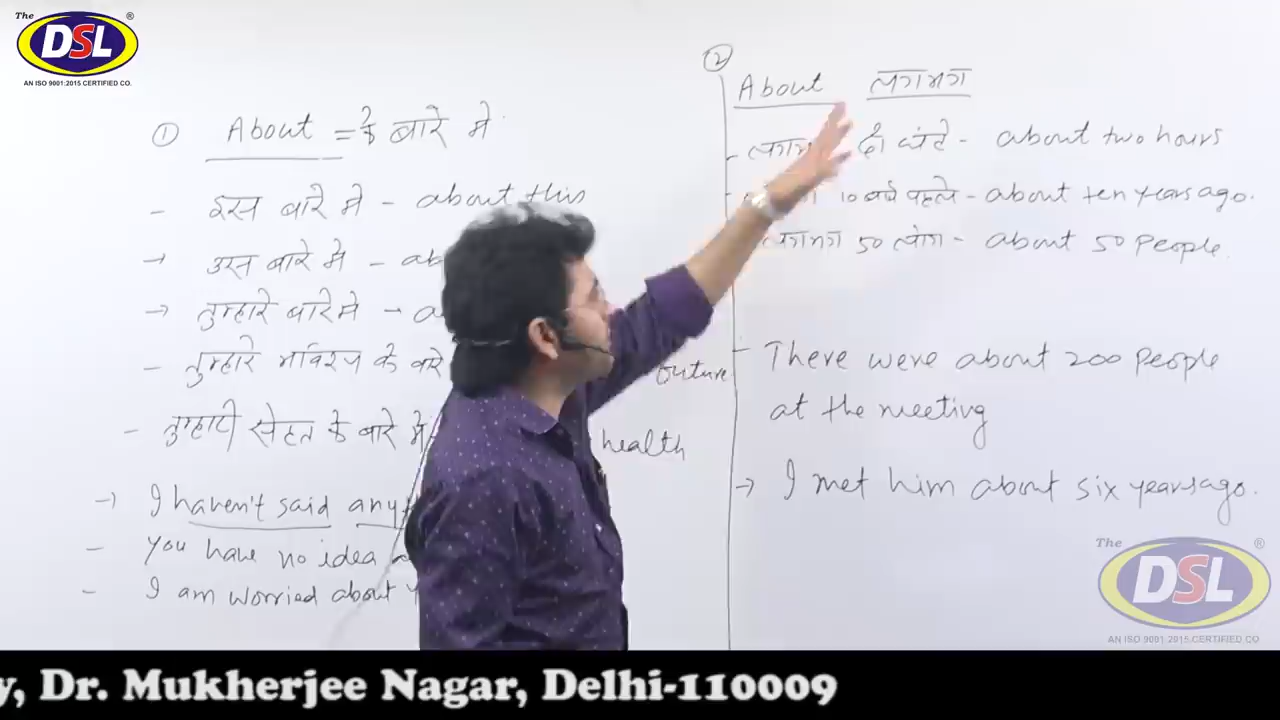 The DSL ®
AN ISO 9001:2015 CERTIFIED CO.
① About = के बारे मे
- इस बारे मे - about this
→ उस बारे मे - ab
→ तुम्हारे बारे मे - a
- तुम्हारे भविष्य के बारे outure
- तुम्हारी सेहत के बारे मे health
→ I haven't said any
- You have no idea a
- I am worried about
② About लगभग
दो घंटे - about two hours
10 वर्ष पहले - about ten years ago.
लगभग 50 लोग - about 50 people.
- There were about 200 people
at the meeting
→ I met him about six years ago.
The DSL ®
AN ISO 9001:2015 CERTIFIED CO.
y, Dr. Mukherjee Nagar, Delhi-110009